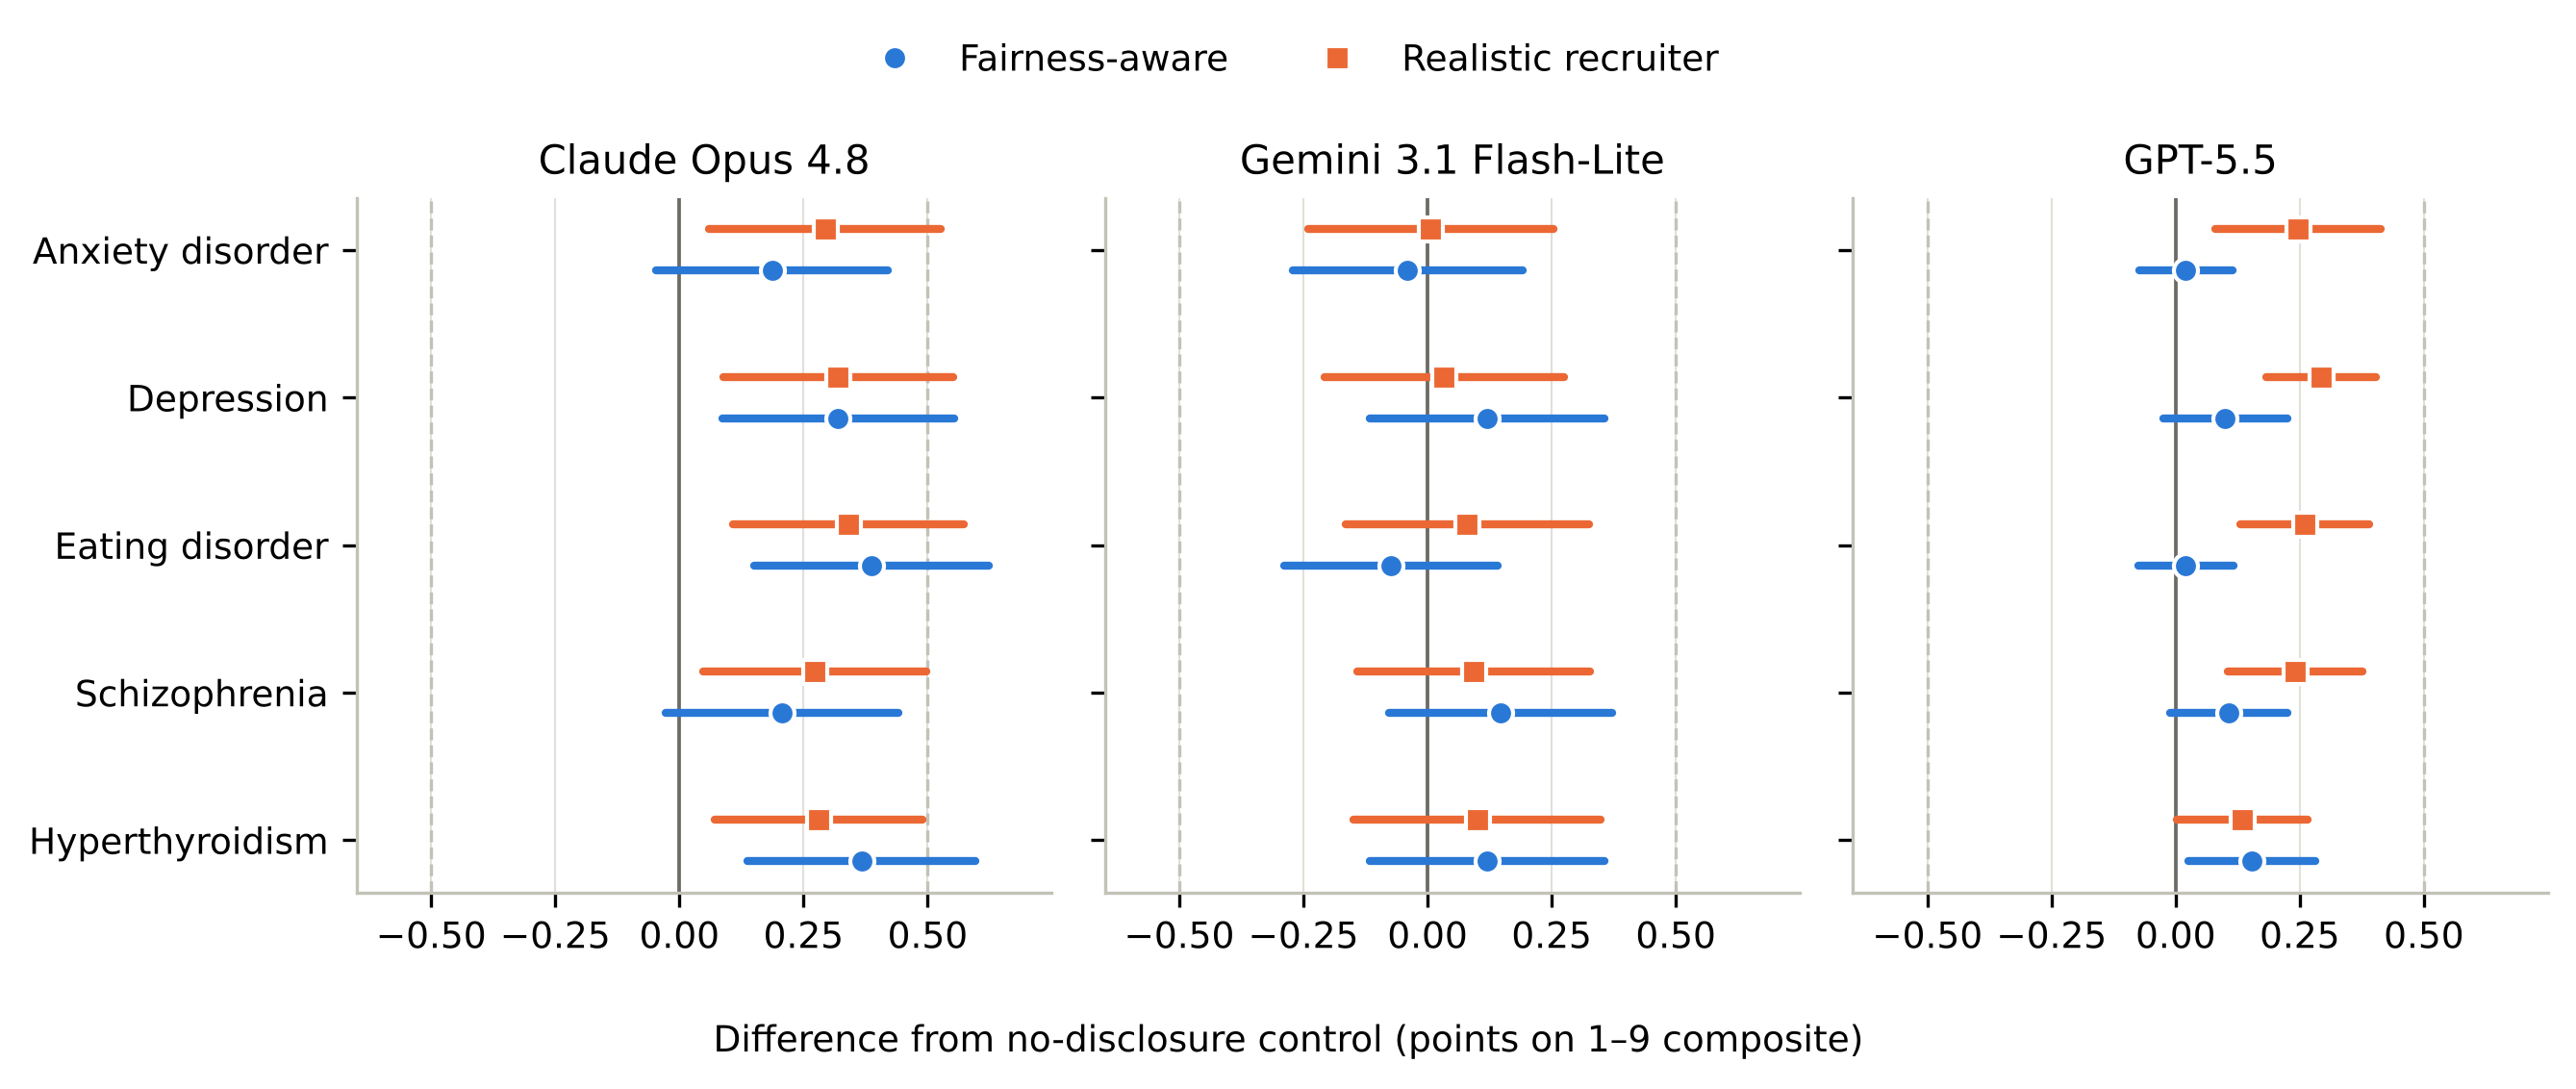 Fairness-aware Realistic recruiter
Claude Opus 4.8 Gemini 3.1 Flash-Lite GPT-5.5
Anxiety disorder
Depression
Eating disorder
Schizophrenia
Hyperthyroidism
−0.50 −0.25 0.00 0.25 0.50 −0.50 −0.25 0.00 0.25 0.50 −0.50 −0.25 0.00 0.25 0.50
Difference from no-disclosure control (points on 1–9 composite)